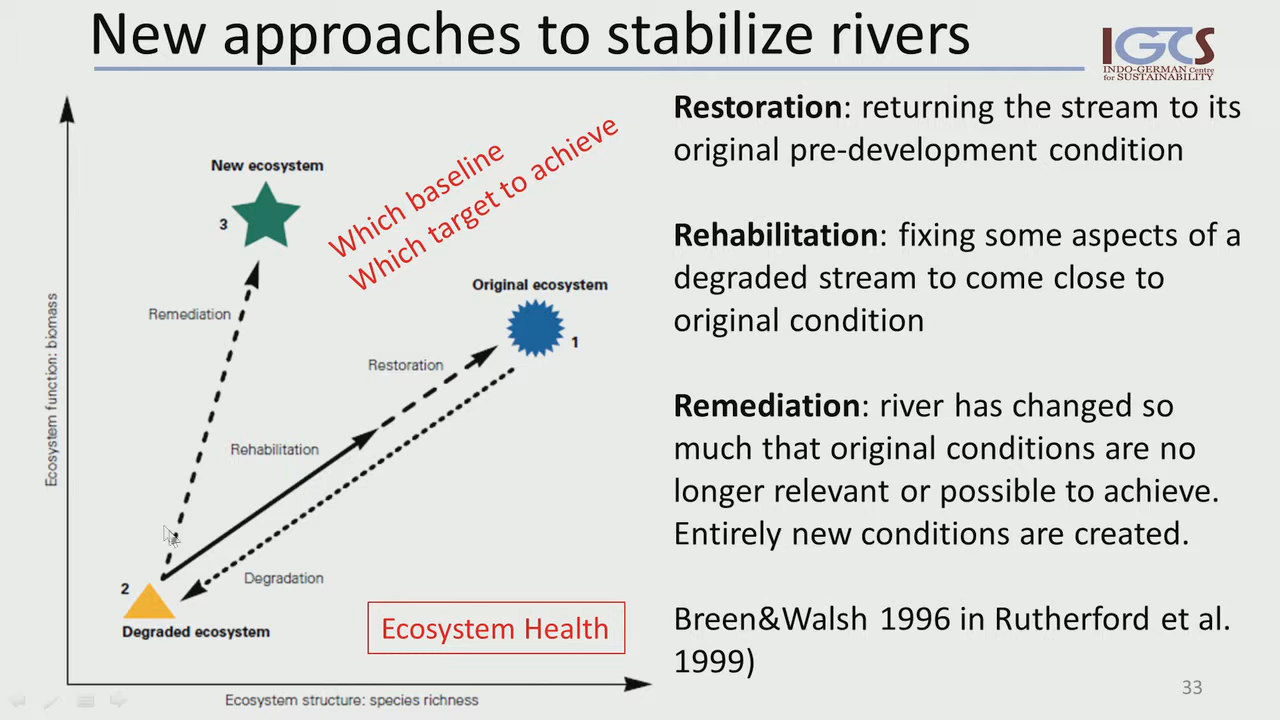 New approaches to stabilize rivers
IGCS
INDO-GERMAN Centre
for SUSTAINABILITY
New ecosystem
3
Which baseline
Which target to achieve
Original ecosystem
1
Remediation
Restoration
Rehabilitation
Degradation
2
Degraded ecosystem
Ecosystem Health
Ecosystem function: biomass
Ecosystem structure: species richness
Restoration: returning the stream to its
original pre-development condition
Rehabilitation: fixing some aspects of a
degraded stream to come close to
original condition
Remediation: river has changed so
much that original conditions are no
longer relevant or possible to achieve.
Entirely new conditions are created.
Breen&Walsh 1996 in Rutherford et al.
1999)
33